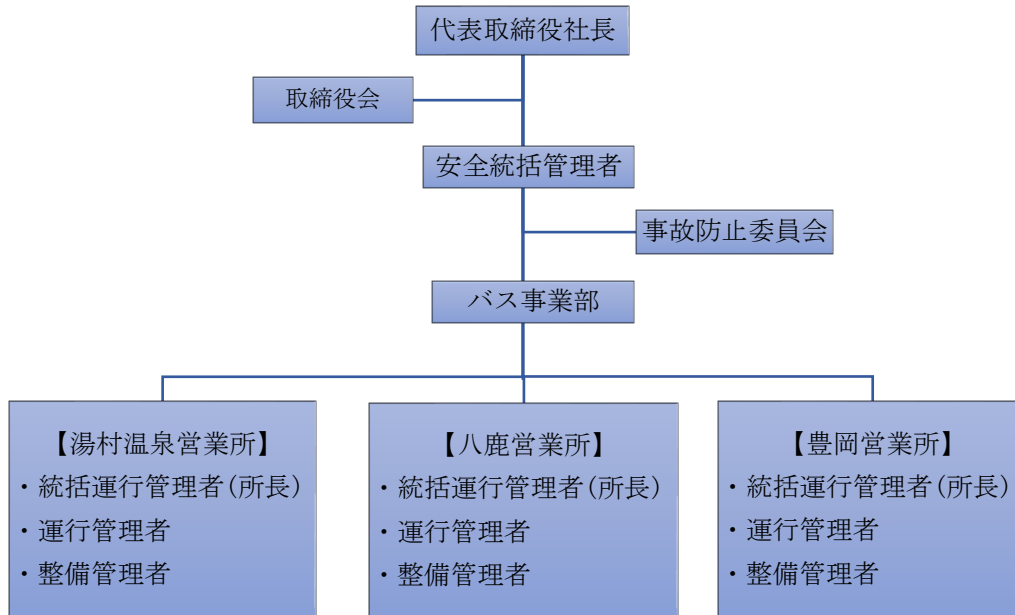 代表取締役社長
取締役会
安全統括管理者
事故防止委員会
バス事業部
【湯村温泉営業所】
・統括運行管理者(所長)
・運行管理者
・整備管理者
【八鹿営業所】
・統括運行管理者(所長)
・運行管理者
・整備管理者
【豊岡営業所】
・統括運行管理者(所長)
・運行管理者
・整備管理者